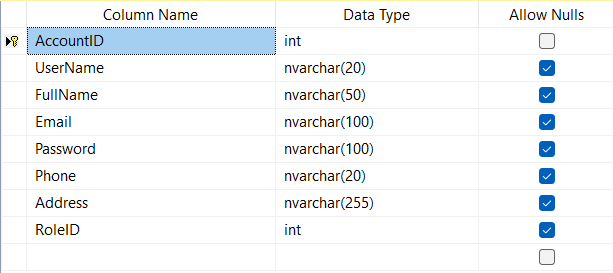 Column Name Data Type Allow Nulls
AccountID int
UserName nvarchar(20)
FullName nvarchar(50)
Email nvarchar(100)
Password nvarchar(100)
Phone nvarchar(20)
Address nvarchar(255)
RoleID int